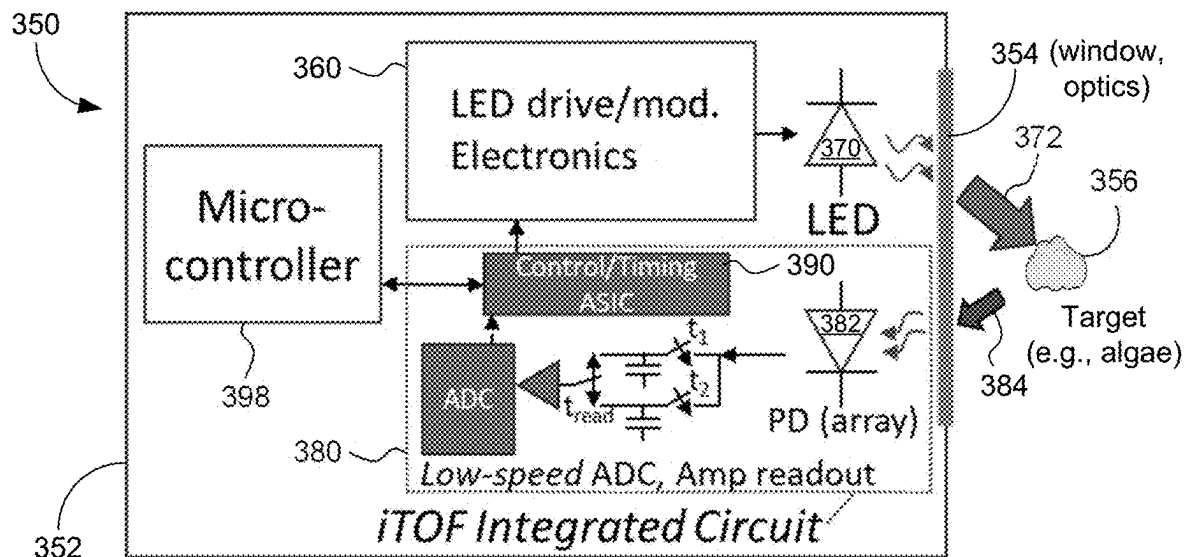 350
360
LED drive/mod.
Electronics
354 (window,
optics)
372
356
370
LED
Micro-
controller
398
Control/Timing
ASIC
390
382
t1
t2
tread
ADC
PD (array)
384
Target
(e.g., algae)
380
Low-speed ADC, Amp readout
iTOF Integrated Circuit
352